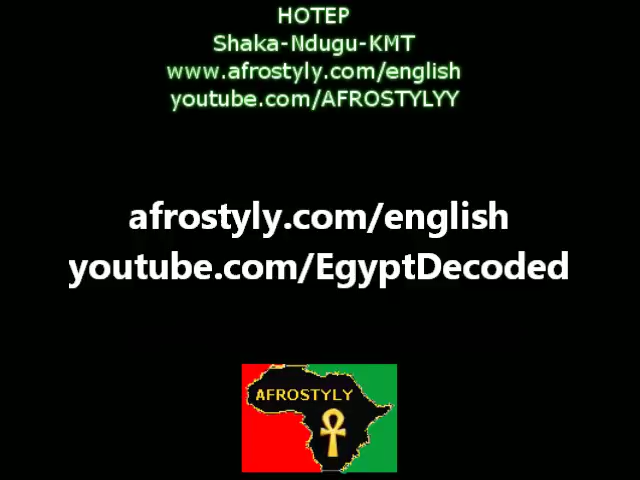 HOTEP
Shaka-Ndugu-KMT
www.afrostyly.com/english
youtube.com/AFROSTYLYY
afrostyly.com/english
youtube.com/EgyptDecoded
AFROSTYLY